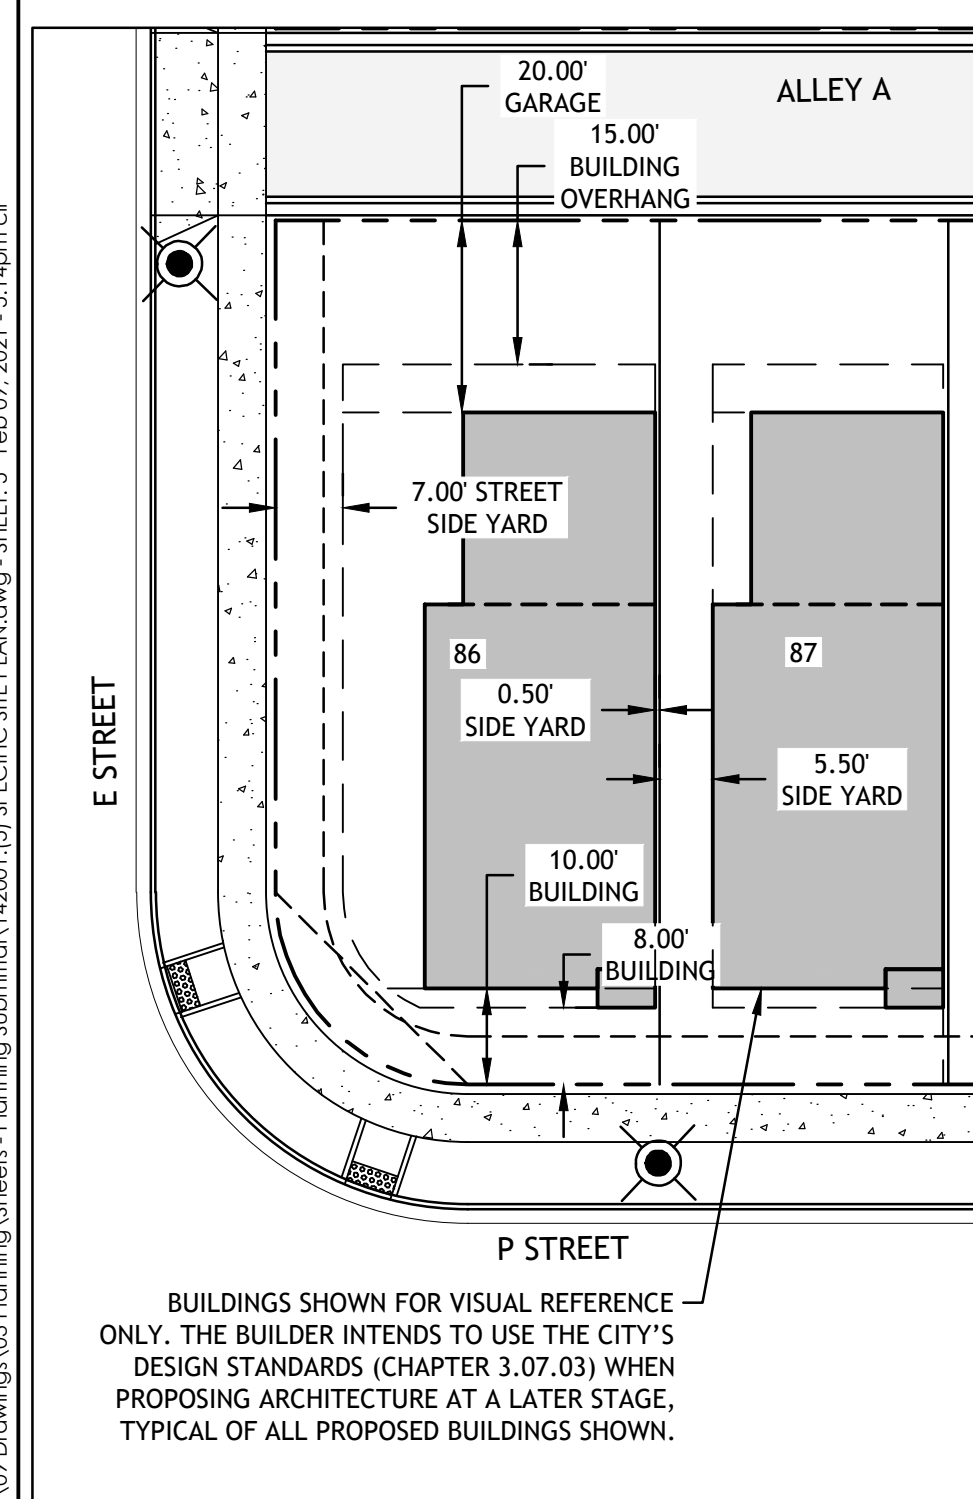 20.00'
GARAGE
ALLEY A
15.00'
BUILDING
OVERHANG
7.00' STREET
SIDE YARD
86
87
0.50'
SIDE YARD
5.50'
SIDE YARD
E STREET
10.00'
BUILDING
8.00'
BUILDING
P STREET
BUILDINGS SHOWN FOR VISUAL REFERENCE
ONLY. THE BUILDER INTENDS TO USE THE CITY'S
DESIGN STANDARDS (CHAPTER 3.07.03) WHEN
PROPOSING ARCHITECTURE AT A LATER STAGE,
TYPICAL OF ALL PROPOSED BUILDINGS SHOWN.